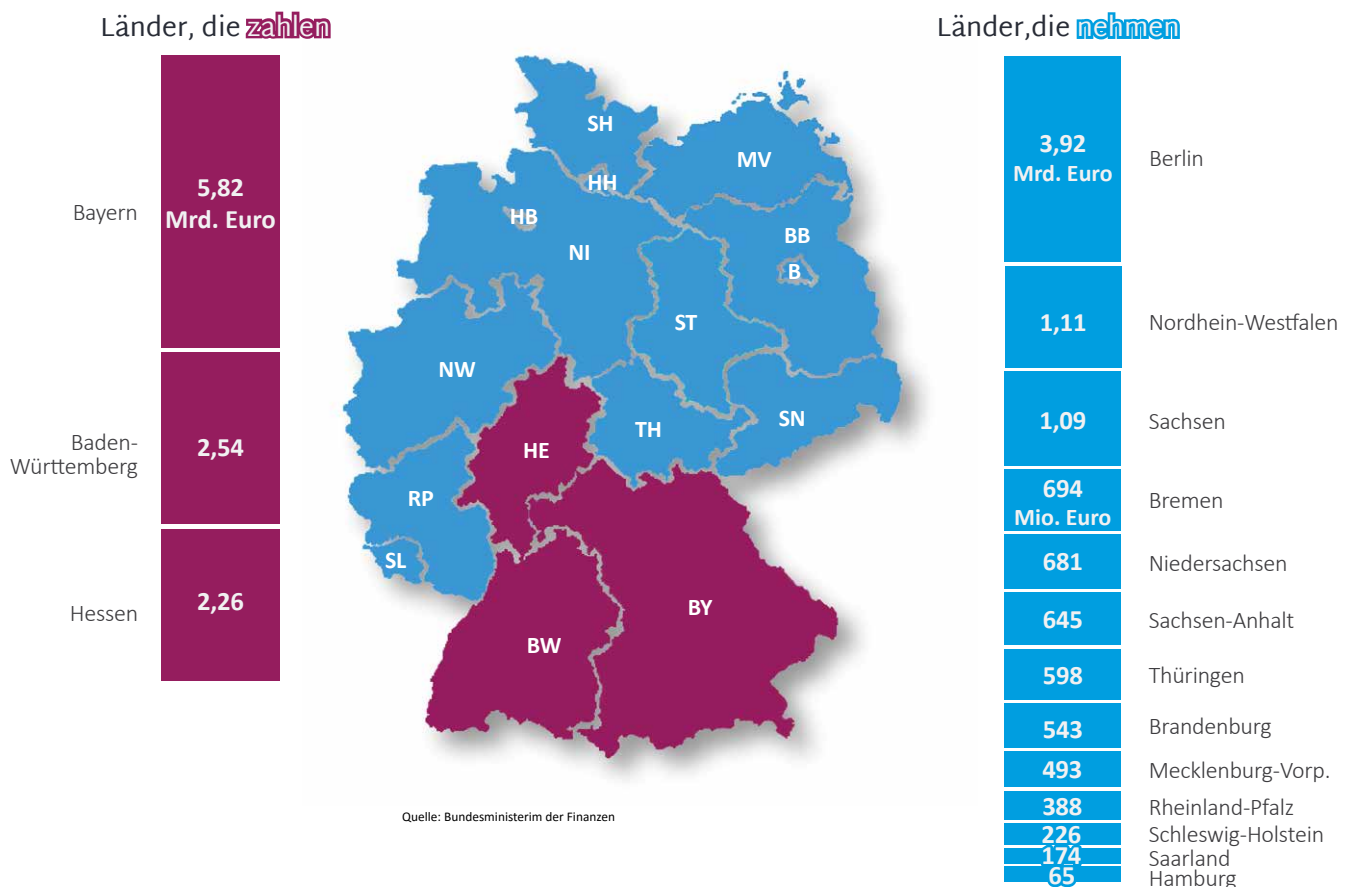 Länder, die zahlen
Bayern
5,82
Mrd. Euro
Baden-
Württemberg
2,54
Hessen
2,26
SH
MV
HH
HB
BB
NI
B
ST
NW
SN
TH
HE
RP
SL
BY
BW
Quelle: Bundesministerim der Finanzen
Länder,die nehmen
3,92
Mrd. Euro
Berlin
1,11
Nordhein-Westfalen
1,09
Sachsen
694
Mio. Euro
Bremen
681
Niedersachsen
645
Sachsen-Anhalt
598
Thüringen
543
Brandenburg
493
Mecklenburg-Vorp.
388
Rheinland-Pfalz
226
Schleswig-Holstein
174
Saarland
65
Hamburg